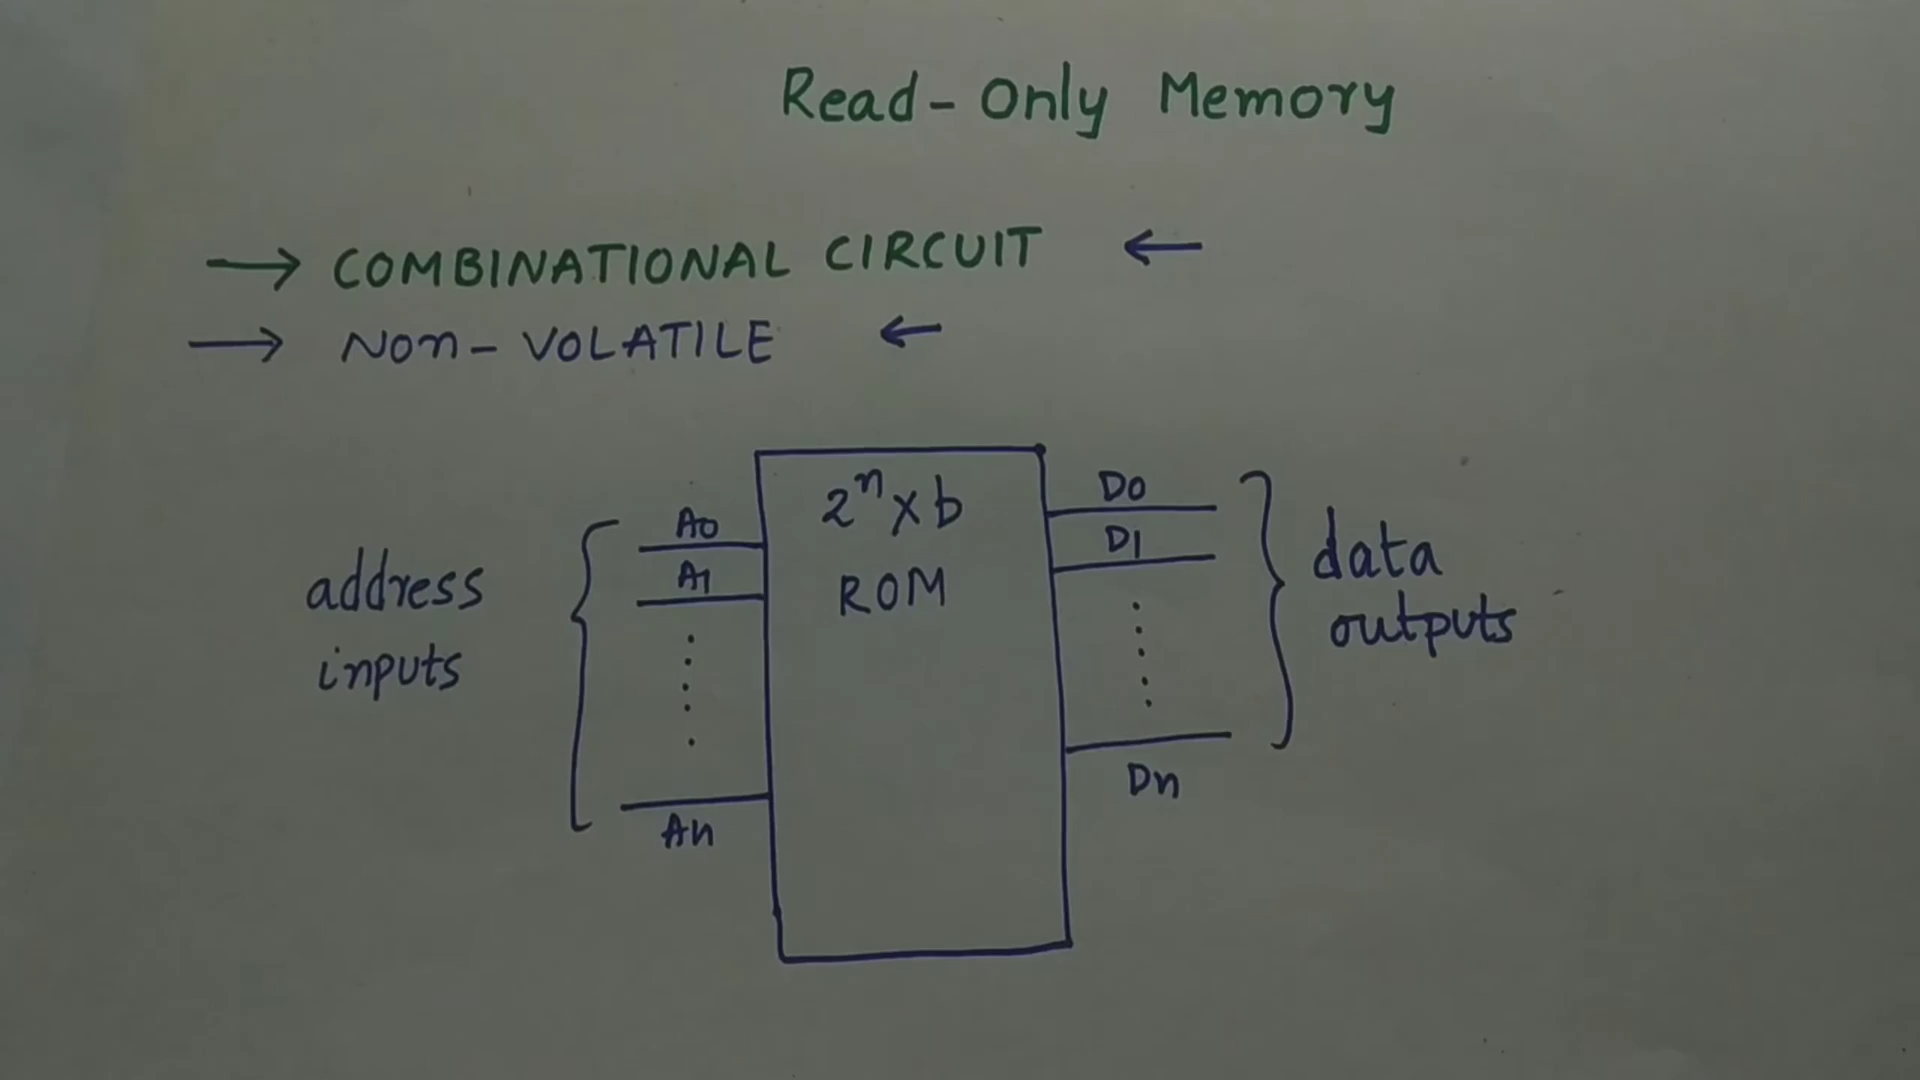 Read-Only Memory
→ COMBINATIONAL CIRCUIT ←
→ Non-VOLATILE ←
address
inputs
A0
A1
An
2ⁿ x b
ROM
D0
D1
Dn
data
outputs